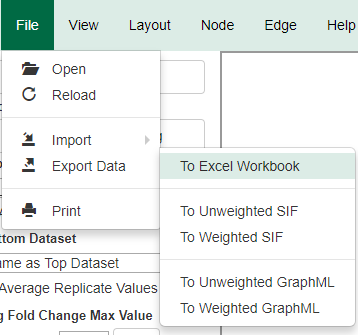 File View Layout Node Edge Help
Open
Reload
Import
Export Data
To Excel Workbook
To Unweighted SIF
Print
To Weighted SIF
ttom Dataset
me as Top Dataset
To Unweighted GraphML
Average Replicate Values
To Weighted GraphML
g Fold Change Max Value